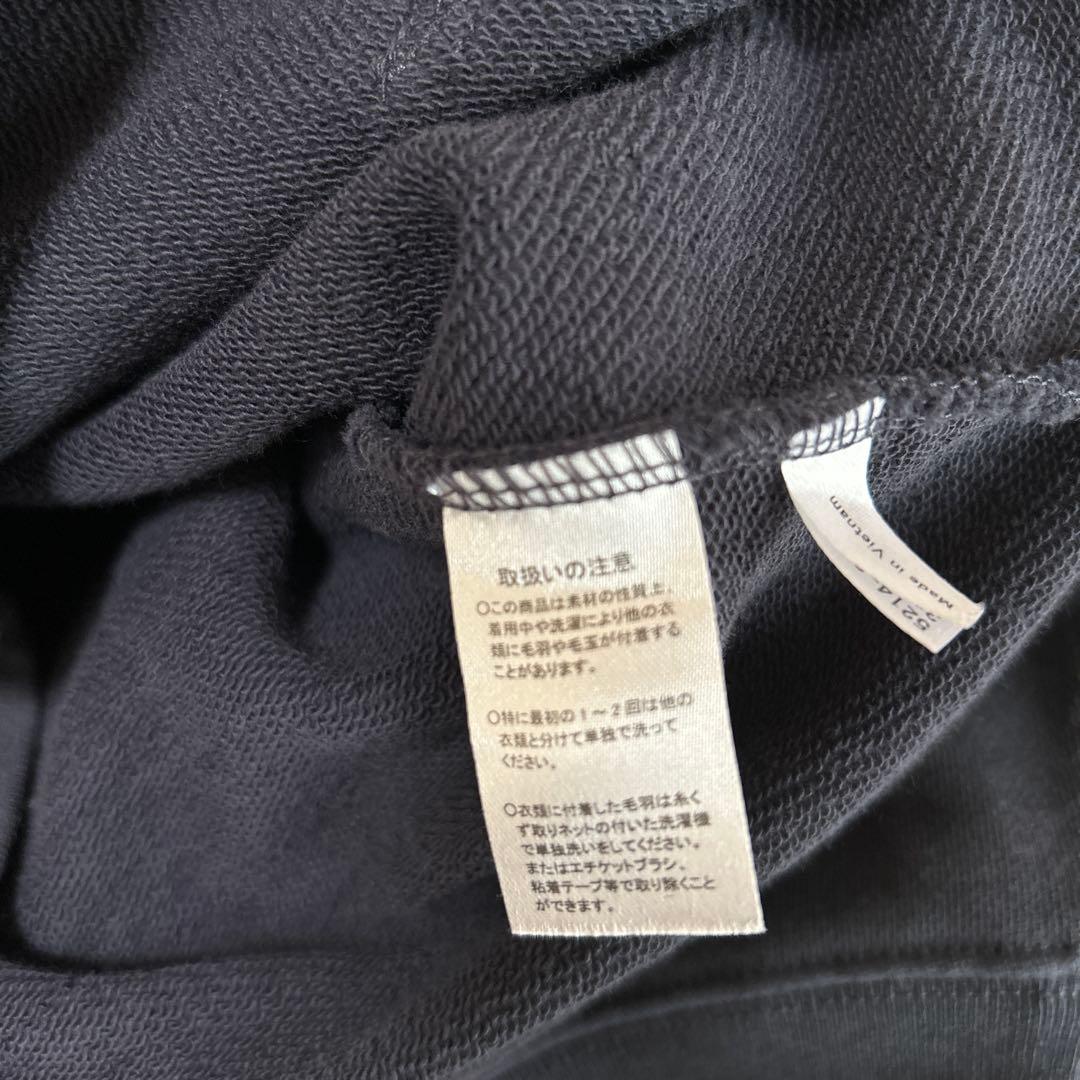 取扱いの注意
○この商品は素材の性質上、
着用中や洗濯により他の衣
類に毛羽や毛玉が付着する
ことがあります。
○特に最初の1～2回は他の
衣類と分けて単独で洗って
ください。
○衣類に付着した毛羽は糸く
ず取りネットの付いた洗濯機
で単独洗いをしてください。
またはエチケットブラシ、
粘着テープ等で取り除くこと
ができます。
Made in Vietnam
5214